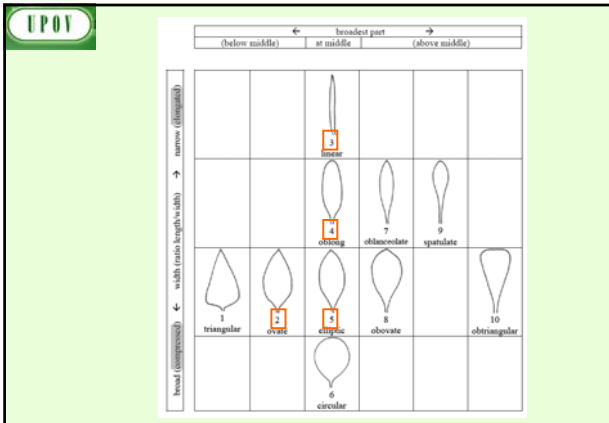 UPOV
← broadest part →
(below middle) at middle (above middle)
narrow (elongated)
← width (ratio length/width) →
broad (compressed)
3
linear
4 7 9
oblong oblanceolate spatulate
1 2 5 8 10
triangular ovate elliptic obovate obtriangular
6
circular